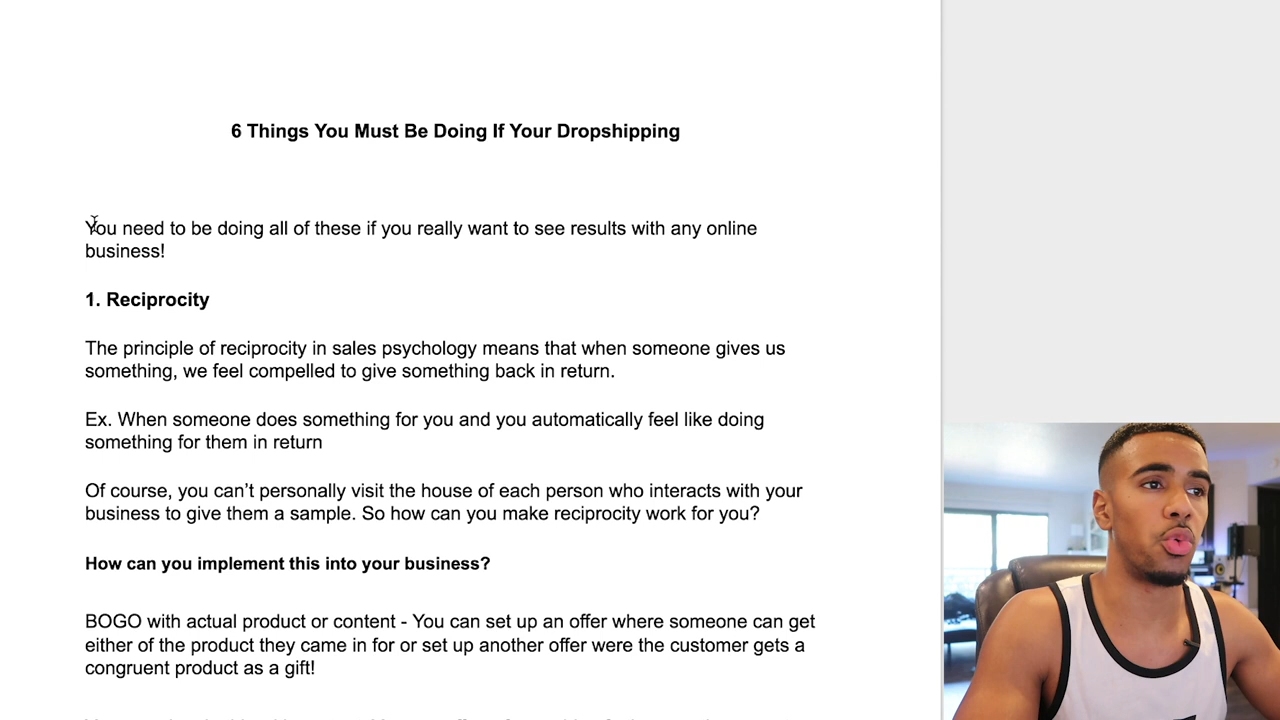 6 Things You Must Be Doing If Your Dropshipping
You need to be doing all of these if you really want to see results with any online
business!
1. Reciprocity
The principle of reciprocity in sales psychology means that when someone gives us
something, we feel compelled to give something back in return.
Ex. When someone does something for you and you automatically feel like doing
something for them in return
Of course, you can’t personally visit the house of each person who interacts with your
business to give them a sample. So how can you make reciprocity work for you?
How can you implement this into your business?
BOGO with actual product or content - You can set up an offer where someone can get
either of the product they came in for or set up another offer were the customer gets a
congruent product as a gift!